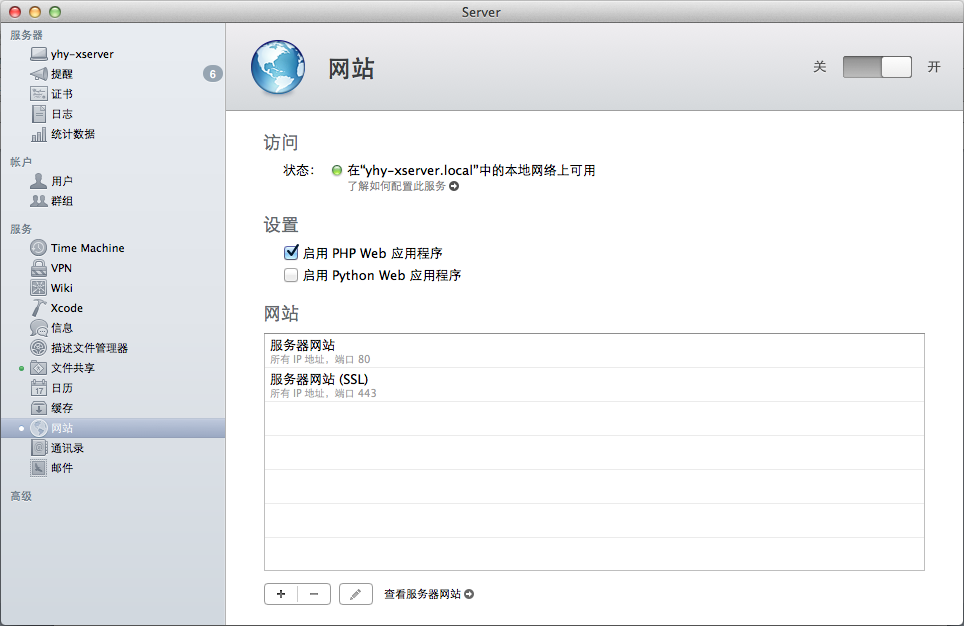 Server
服务器
yhy-xserver
提醒
6
证书
日志
统计数据
帐户
用户
群组
服务
Time Machine
VPN
Wiki
Xcode
信息
描述文件管理器
文件共享
17
日历
缓存
网站
通讯录
邮件
高级
网站
关
开
访问
状态： 在“yhy-xserver.local”中的本地网络上可用
了解如何配置此服务
设置
启用 PHP Web 应用程序
启用 Python Web 应用程序
网站
服务器网站
所有 IP 地址，端口 80
服务器网站 (SSL)
所有 IP 地址，端口 443
查看服务器网站